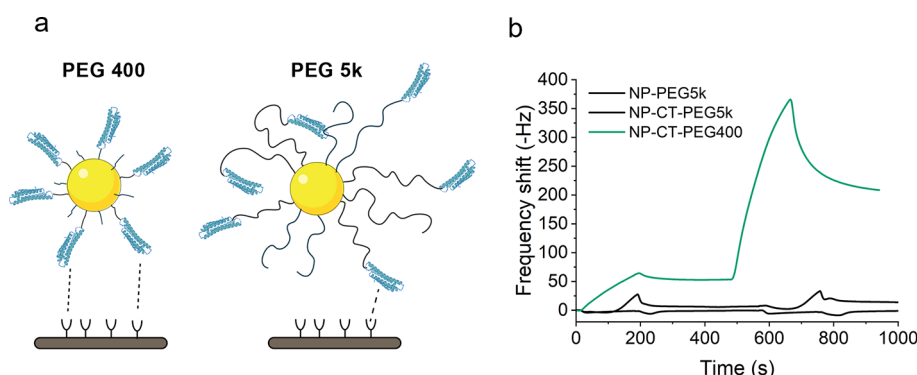 a
PEG 400
PEG 5k
b
Frequency shift (-Hz)
400
350
300
250
200
150
100
50
0
NP-PEG5k
NP-CT-PEG5k
NP-CT-PEG400
0 200 400 600 800 1000
Time (s)